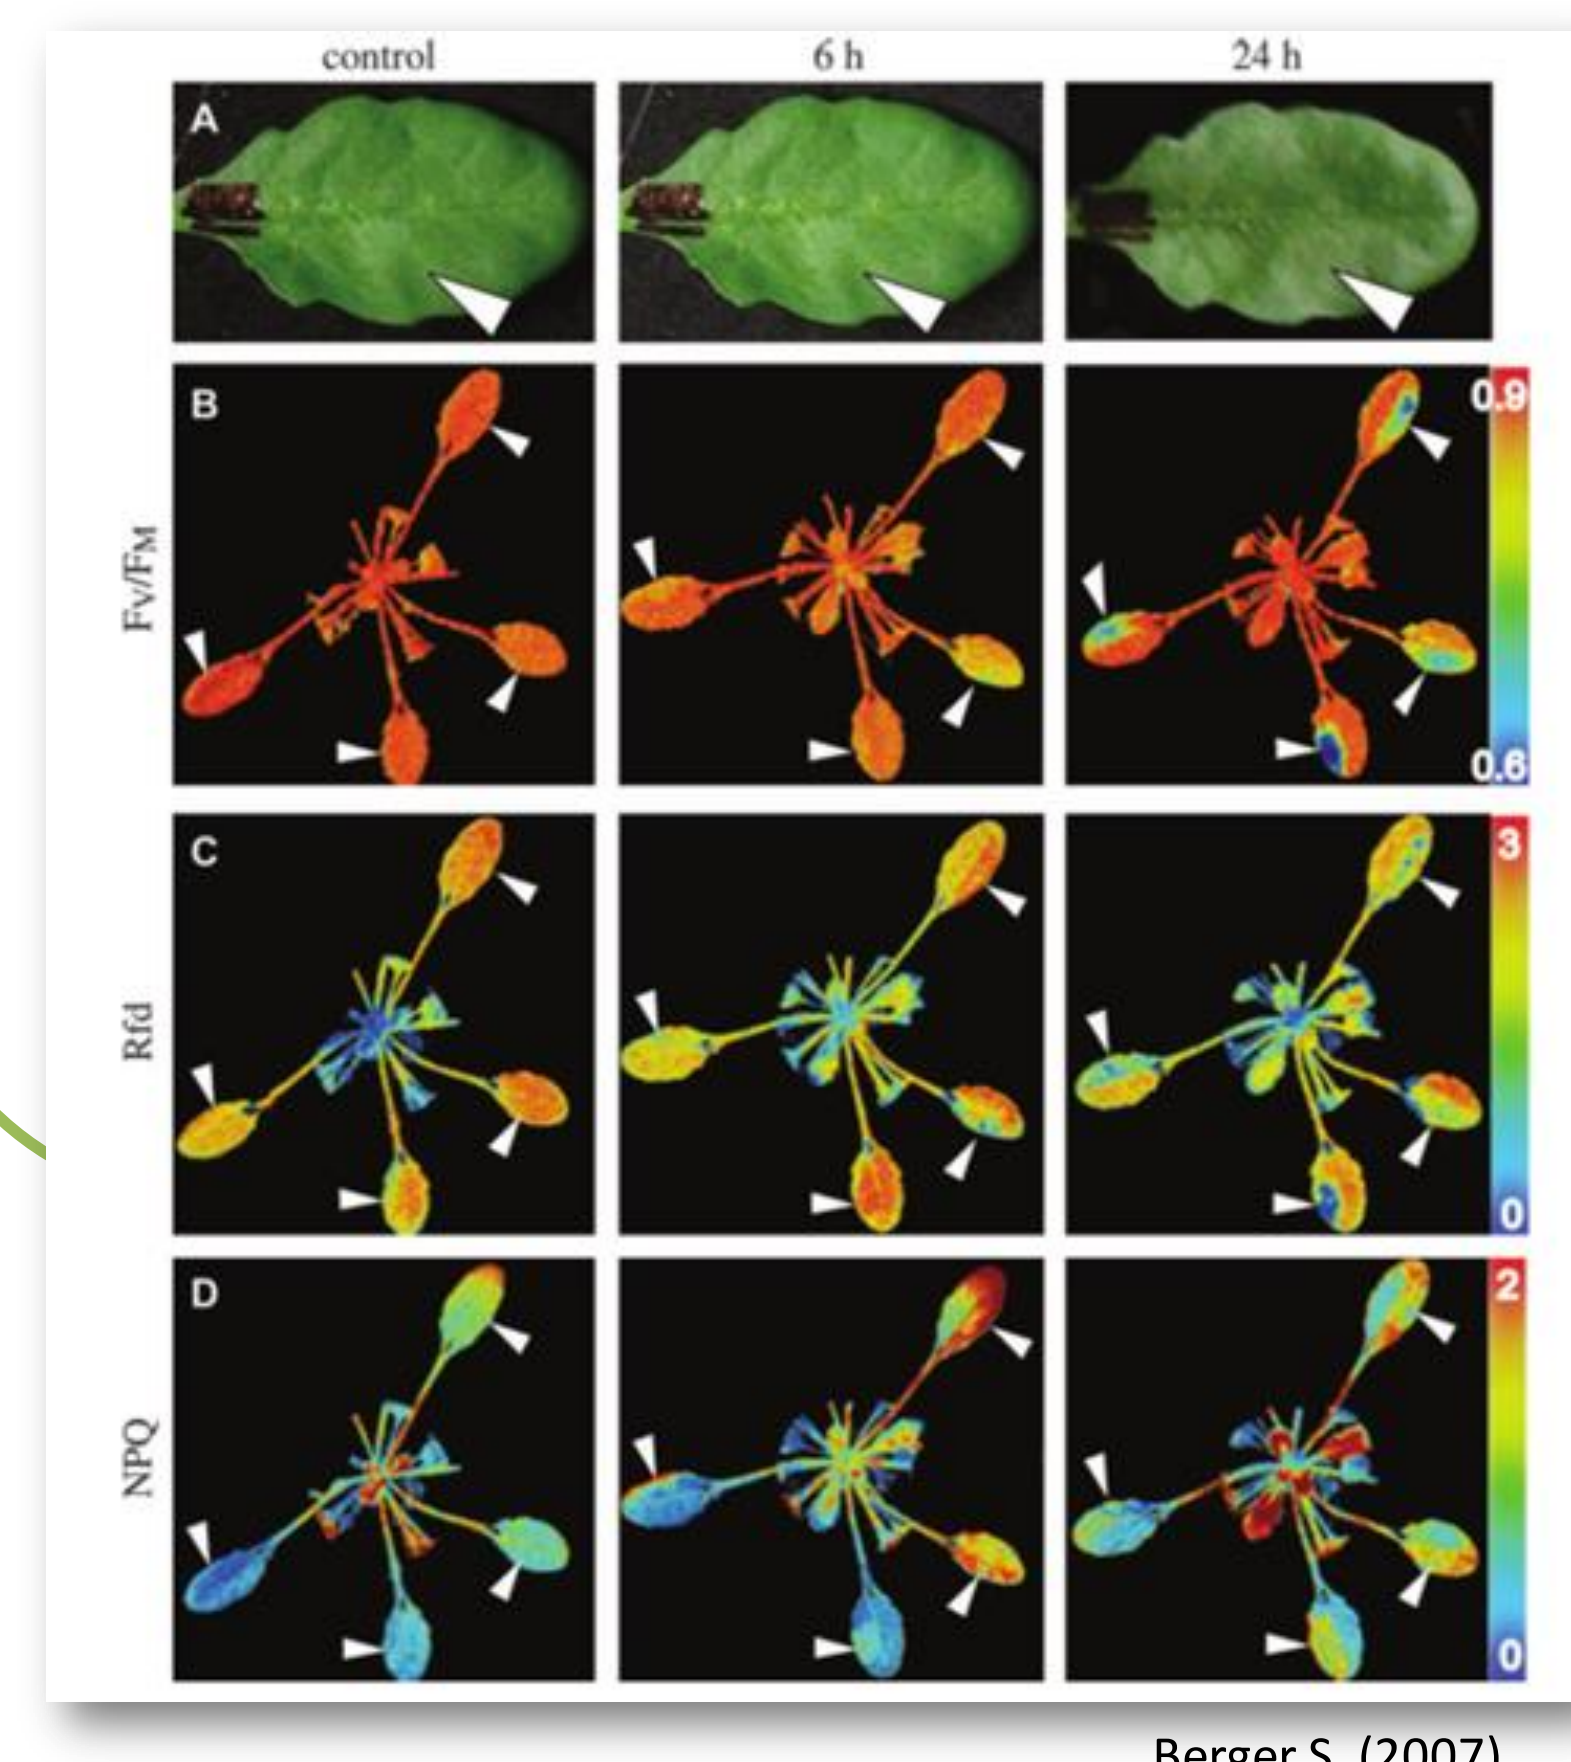 control 6 h 24 h
A
B
Fv/FM
0.9
0.6
C
Rfd
3
0
D
NPQ
2
0
Berger S. (2007)